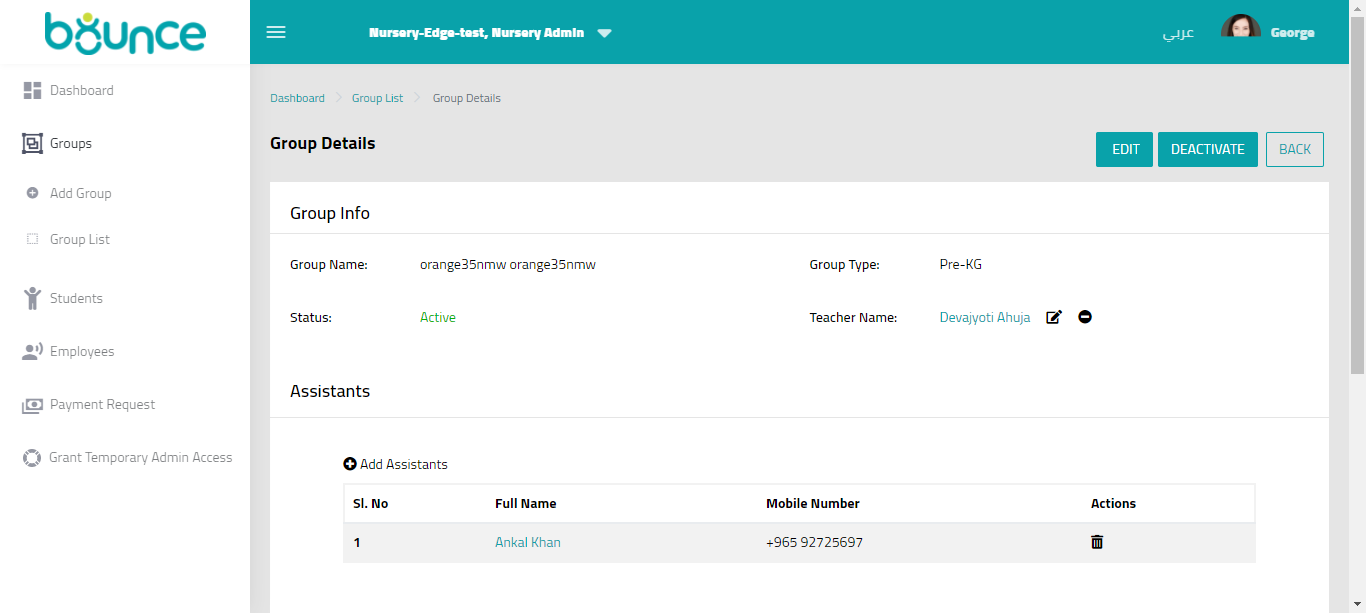 bounce
Nursery-Edge-test, Nursery Admin
عربي
George
Dashboard
Groups
Add Group
Group List
Students
Employees
Payment Request
Grant Temporary Admin Access
Dashboard Group List Group Details
Group Details
EDIT DEACTIVATE BACK
Group Info
Group Name: orange35nmw orange35nmw Group Type: Pre-KG
Status: Active Teacher Name: Devajyoti Ahuja
Assistants
Add Assistants
Sl. No Full Name Mobile Number Actions
1 Ankal Khan +965 92725697